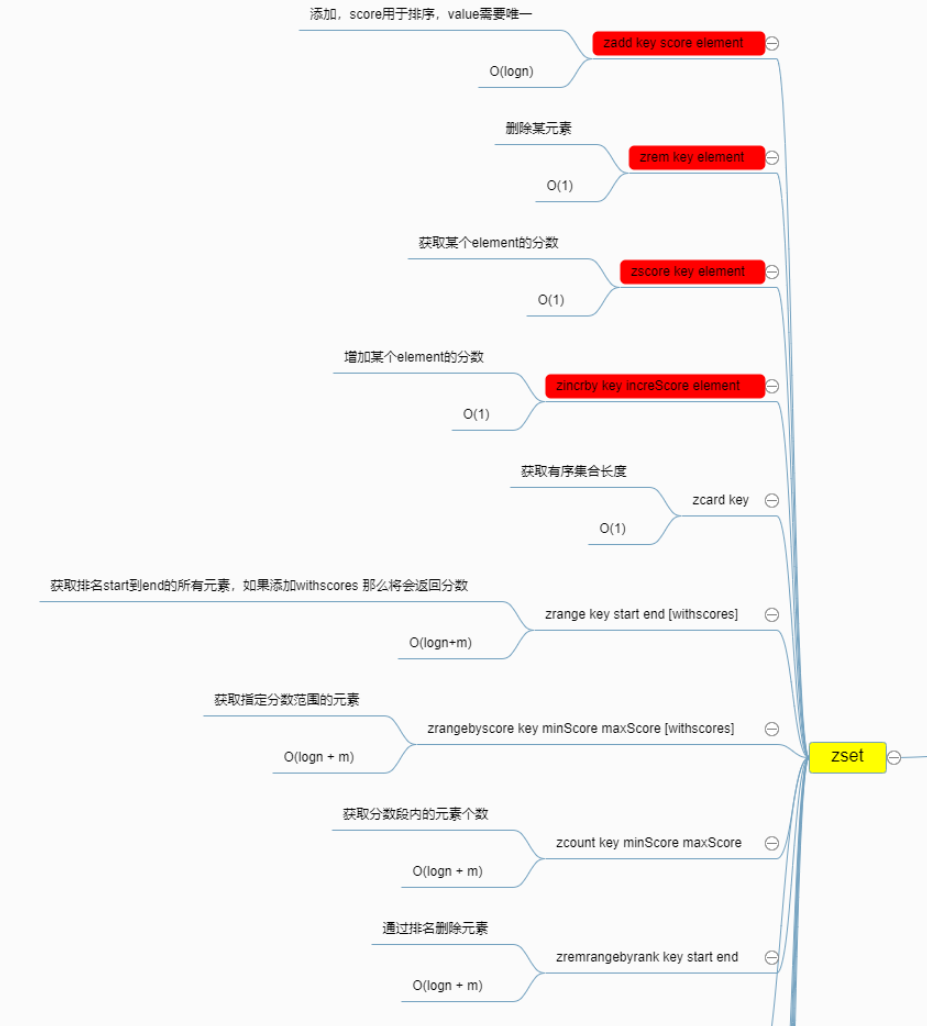 添加，score用于排序，value需要唯一
zadd key score element
O(logn)
删除某元素
zrem key element
O(1)
获取某个element的分数
zscore key element
O(1)
增加某个element的分数
zincrby key increScore element
O(1)
获取有序集合长度
zcard key
O(1)
获取排名start到end的所有元素，如果添加withscores 那么将会返回分数
zrange key start end [withscores]
O(logn+m)
获取指定分数范围的元素
zrangebyscore key minScore maxScore [withscores]
O(logn + m)
zset
获取分数段内的元素个数
zcount key minScore maxScore
O(logn + m)
通过排名删除元素
zremrangebyrank key start end
O(logn + m)